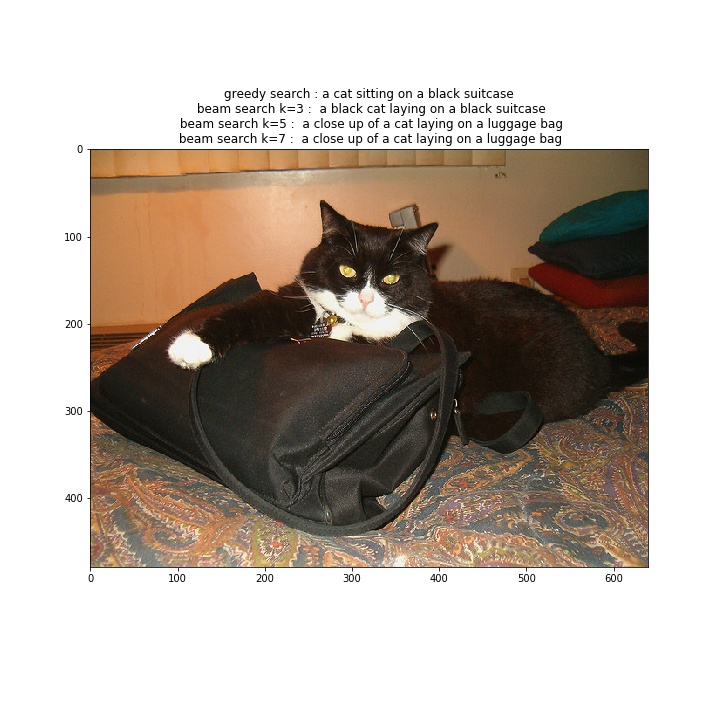 greedy search : a cat sitting on a black suitcase
beam search k=3 :  a black cat laying on a black suitcase
beam search k=5 :  a close up of a cat laying on a luggage bag
beam search k=7 :  a close up of a cat laying on a luggage bag
0
100
200
300
400
0 100 200 300 400 500 600